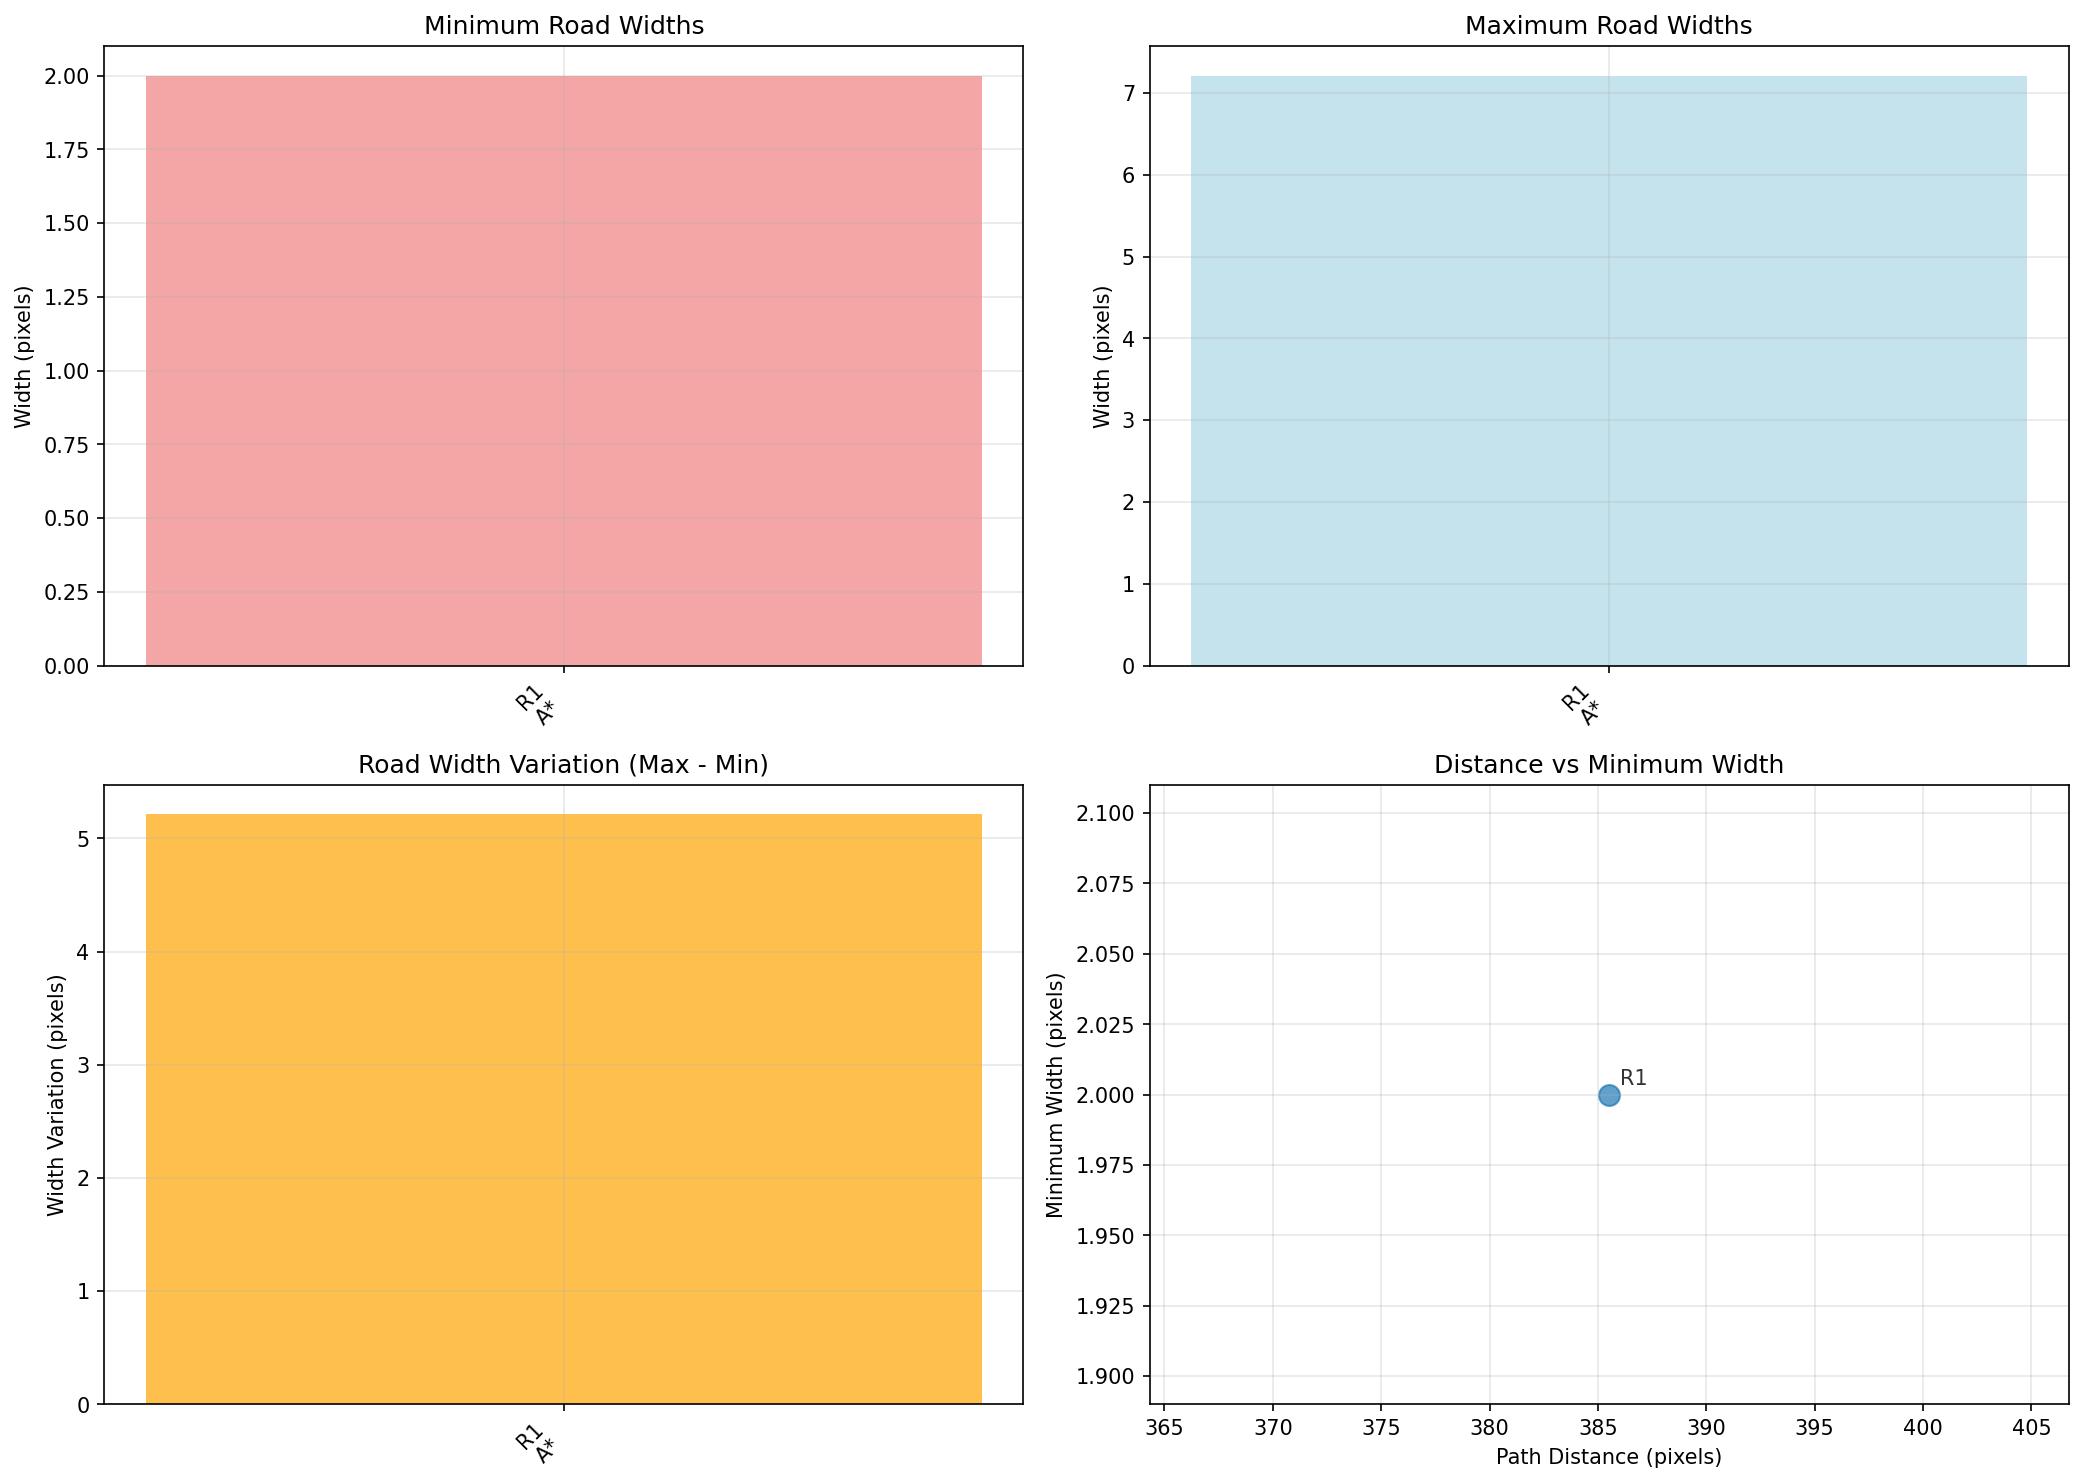 Minimum Road Widths
Width (pixels)
2.00
1.75
1.50
1.25
1.00
0.75
0.50
0.25
0.00
R1
A*
Maximum Road Widths
Width (pixels)
7
6
5
4
3
2
1
0
R1
A*
Road Width Variation (Max - Min)
Width Variation (pixels)
5
4
3
2
1
0
R1
A*
Distance vs Minimum Width
Minimum Width (pixels)
2.100
2.075
2.050
2.025
2.000
1.975
1.950
1.925
1.900
R1
365 370 375 380 385 390 395 400 405
Path Distance (pixels)